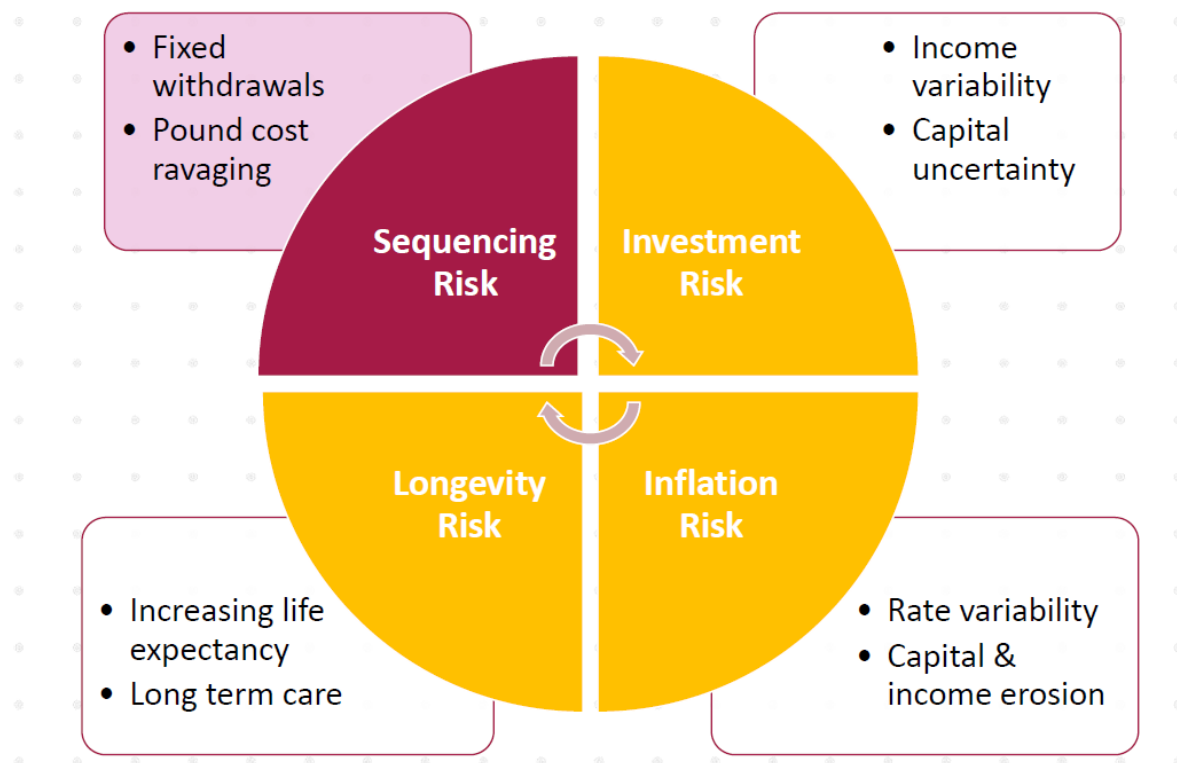 • Fixed
withdrawals
• Pound cost
ravaging
• Income
variability
• Capital
uncertainty
Sequencing
Risk
Investment
Risk
Longevity
Risk
Inflation
Risk
• Increasing life
expectancy
• Long term care
• Rate variability
• Capital &
income erosion